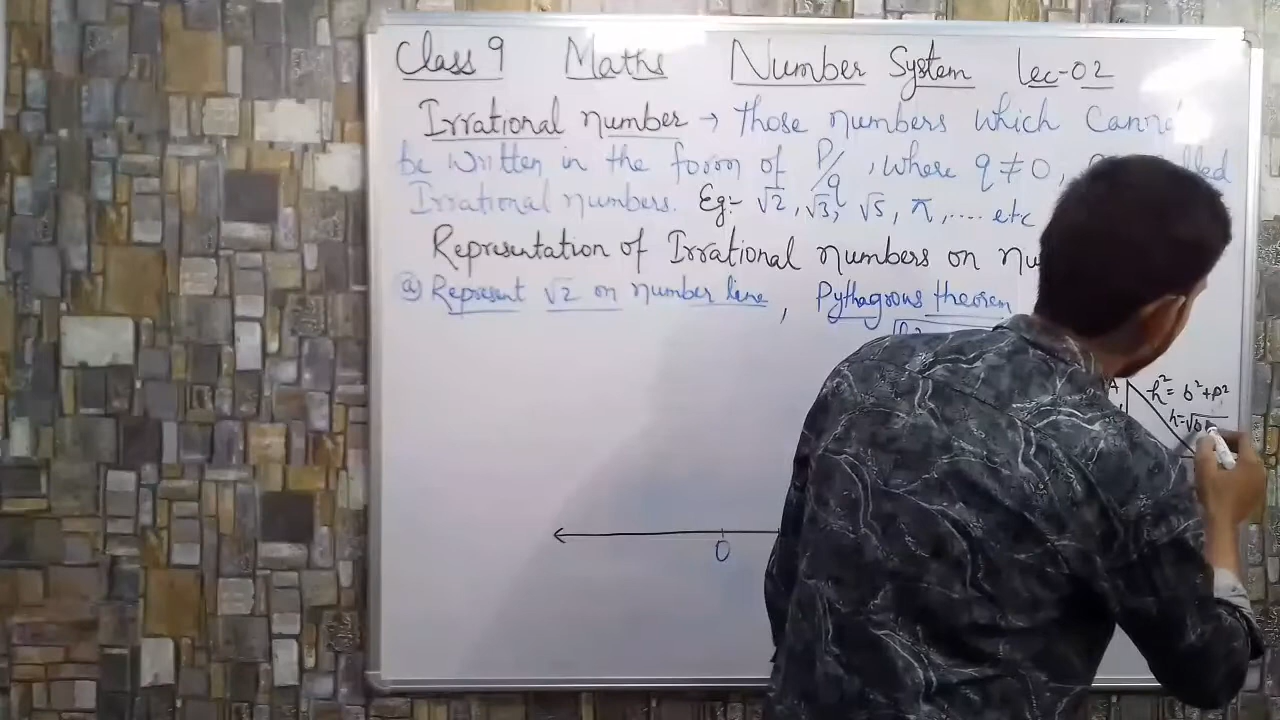 Class 9 Maths Number System Lec-02
Irrational number → those numbers which
be written in the form of p/q, where q ≠ 0,
Irrational numbers. Eg:- √2, √3, √5, π, .... etc
Representation of Irrational numbers on
a) Represent √2 on number line, Pythagrous theorem
A h² = b² + p²
h=√b
0